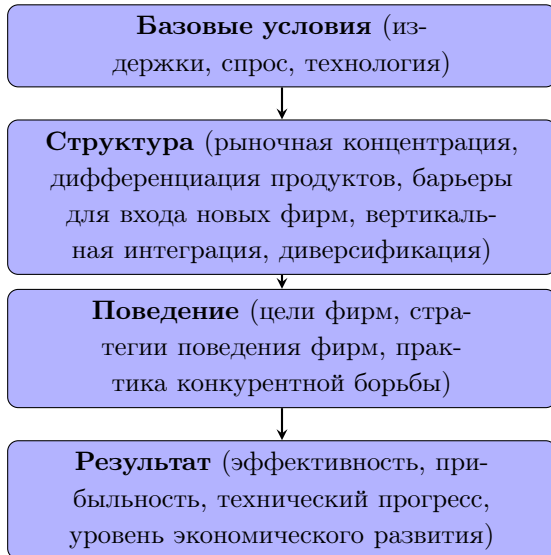 Базовые условия (из-
держки, спрос, технология)
Структура (рыночная концентрация,
дифференциация продуктов, барьеры
для входа новых фирм, вертикаль-
ная интеграция, диверсификация)
Поведение (цели фирм, стра-
тегии поведения фирм, прак-
тика конкурентной борьбы)
Результат (эффективность, при-
быльность, технический прогресс,
уровень экономического развития)